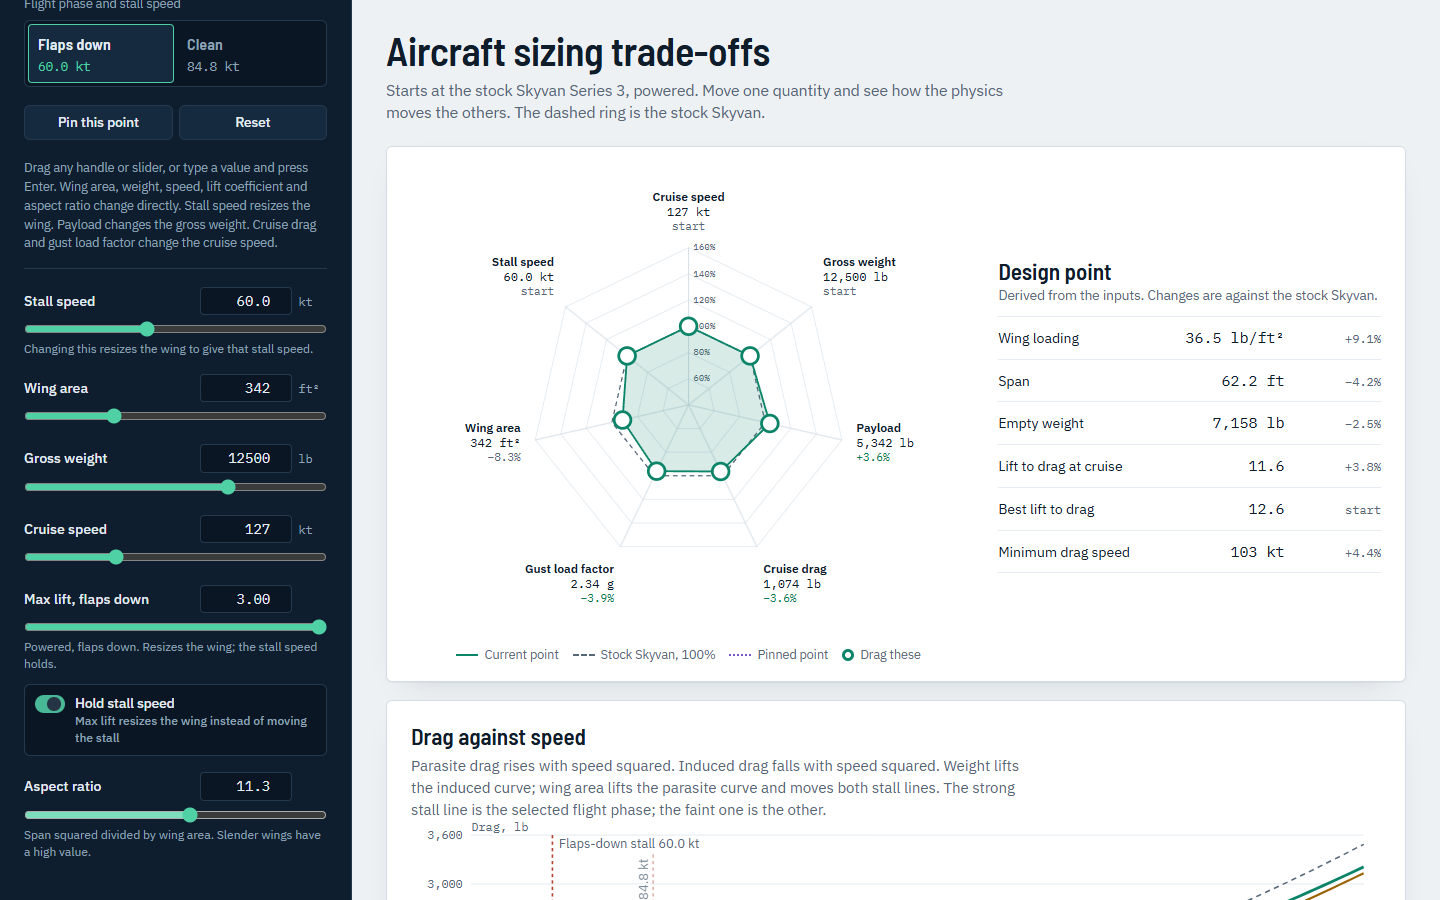 Flight phase and stall speed
Flaps down
60.0 kt
Clean
84.8 kt
Pin this point
Reset
Drag any handle or slider, or type a value and press
Enter. Wing area, weight, speed, lift coefficient and
aspect ratio change directly. Stall speed resizes the
wing. Payload changes the gross weight. Cruise drag
and gust load factor change the cruise speed.
Stall speed
60.0 kt
Changing this resizes the wing to give that stall speed.
Wing area
342 ft²
Gross weight
12500 lb
Cruise speed
127 kt
Max lift, flaps down
3.00
Powered, flaps down. Resizes the wing; the stall speed
holds.
Hold stall speed
Max lift resizes the wing instead of moving
the stall
Aspect ratio
11.3
Span squared divided by wing area. Slender wings have
a high value.
Aircraft sizing trade-offs
Starts at the stock Skyvan Series 3, powered. Move one quantity and see how the physics
moves the others. The dashed ring is the stock Skyvan.
Cruise speed
127 kt
start
160%
140%
120%
00%
80%
60%
Stall speed
60.0 kt
start
Gross weight
12,500 lb
start
Wing area
342 ft²
−8.3%
Payload
5,342 lb
+3.6%
Gust load factor
2.34 g
−3.9%
Cruise drag
1,074 lb
−3.6%
Current point
Stock Skyvan, 100%
Pinned point
Drag these
Design point
Derived from the inputs. Changes are against the stock Skyvan.
Wing loading 36.5 lb/ft² +9.1%
Span 62.2 ft −4.2%
Empty weight 7,158 lb −2.5%
Lift to drag at cruise 11.6 +3.8%
Best lift to drag 12.6 start
Minimum drag speed 103 kt +4.4%
Drag against speed
Parasite drag rises with speed squared. Induced drag falls with speed squared. Weight lifts
the induced curve; wing area lifts the parasite curve and moves both stall lines. The strong
stall line is the selected flight phase; the faint one is the other.
Drag, lb
3,600
Flaps-down stall 60.0 kt
84.8 kt
3,000